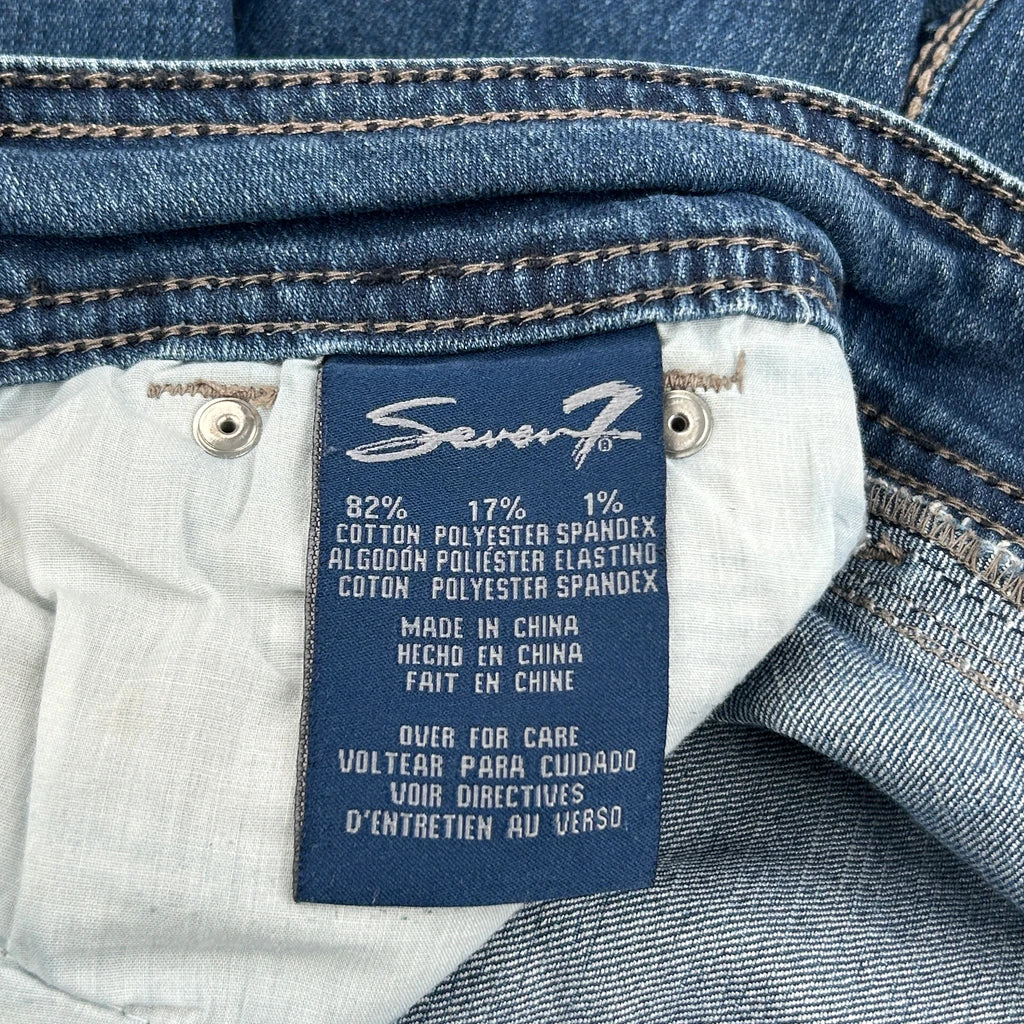 Seven7®
82% 17% 1%
COTTON POLYESTER SPANDEX
ALGODÓN POLIÉSTER ELASTINO
COTON POLYESTER SPANDEX
MADE IN CHINA
HECHO EN CHINA
FAIT EN CHINE
OVER FOR CARE
VOLTEAR PARA CUIDADO
VOIR DIRECTIVES
D'ENTRETIEN AU VERSO